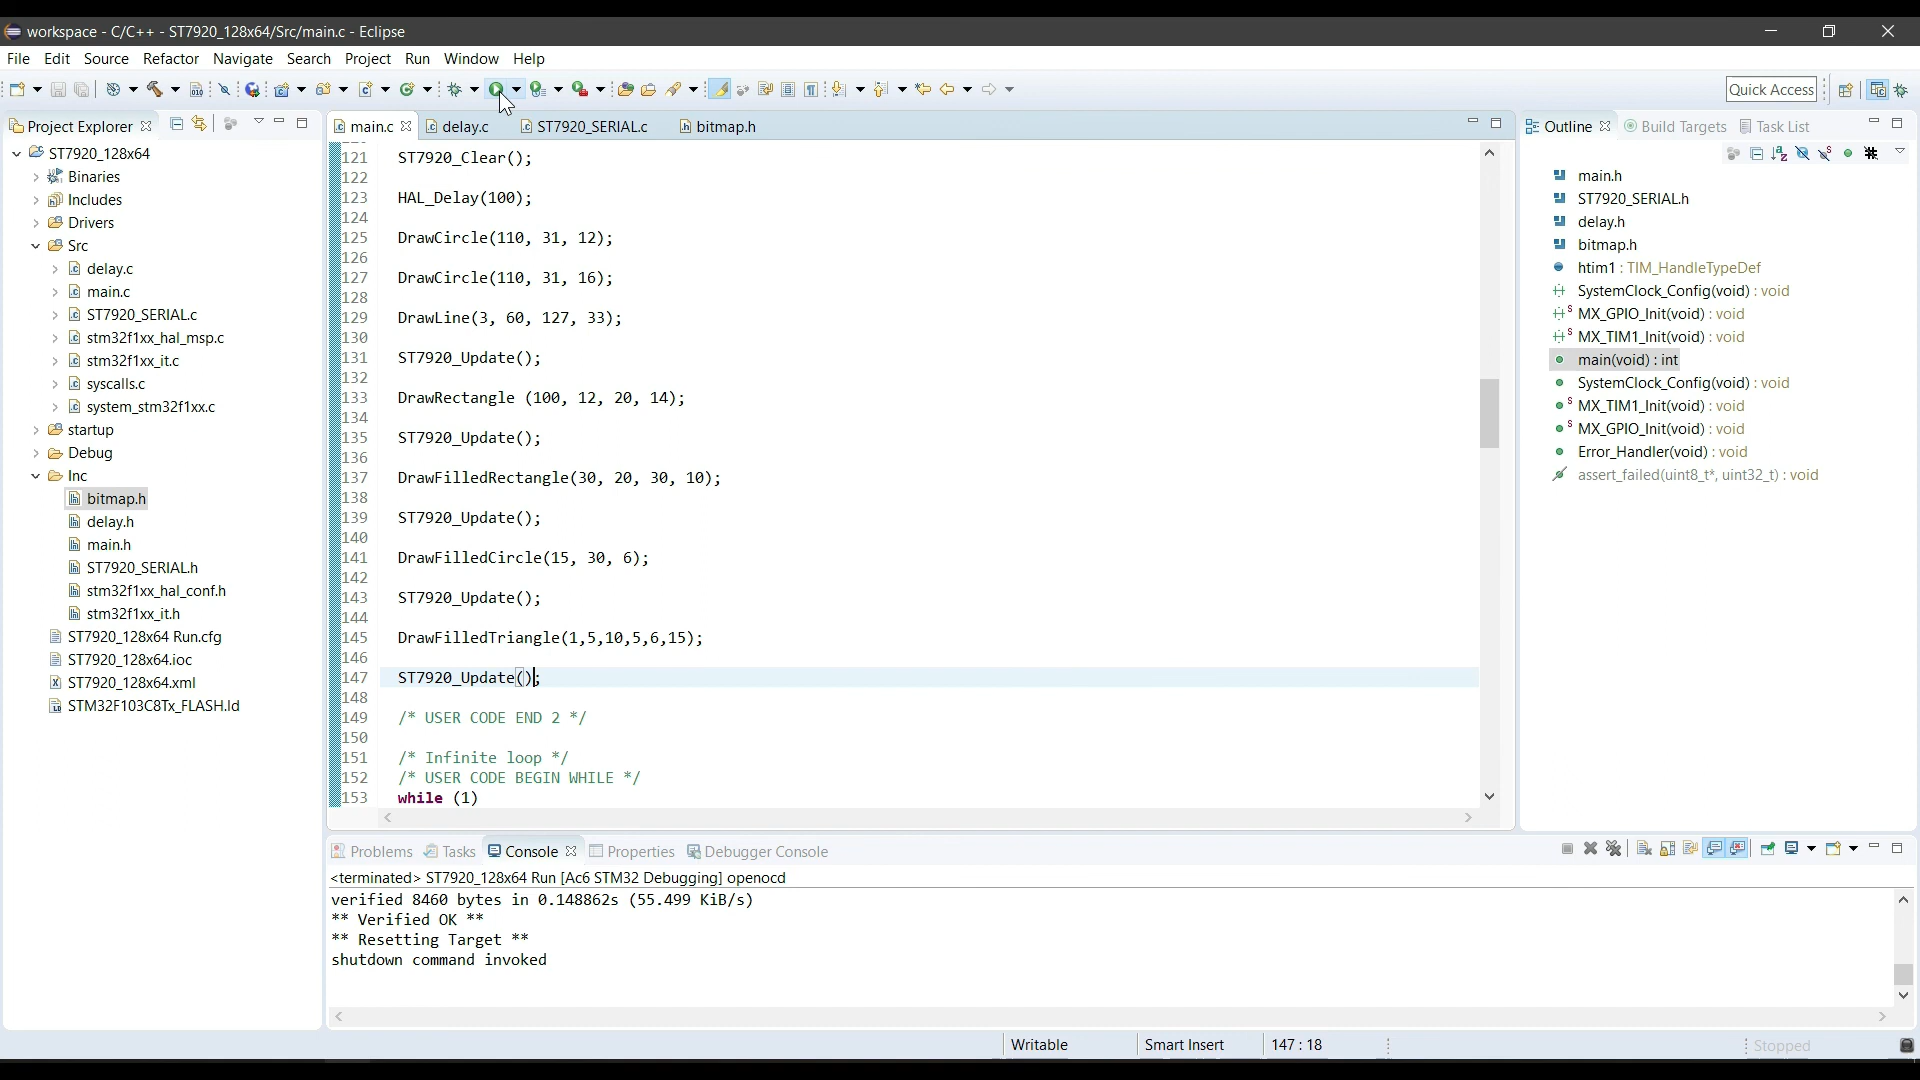 workspace - C/C++ - ST7920_128x64/Src/main.c - Eclipse
File Edit Source Refactor Navigate Search Project Run Window Help
Quick Access
Project Explorer
ST7920_128x64
Binaries
Includes
Drivers
Src
delay.c
main.c
ST7920_SERIAL.c
stm32f1xx_hal_msp.c
stm32f1xx_it.c
syscalls.c
system_stm32f1xx.c
startup
Debug
Inc
bitmap.h
delay.h
main.h
ST7920_SERIAL.h
stm32f1xx_hal_conf.h
stm32f1xx_it.h
ST7920_128x64 Run.cfg
ST7920_128x64.ioc
ST7920_128x64.xml
STM32F103C8Tx_FLASH.ld
main.c delay.c ST7920_SERIAL.c bitmap.h
121 ST7920_Clear();
122
123 HAL_Delay(100);
124
125 DrawCircle(110, 31, 12);
126
127 DrawCircle(110, 31, 16);
128
129 DrawLine(3, 60, 127, 33);
130
131 ST7920_Update();
132
133 DrawRectangle (100, 12, 20, 14);
134
135 ST7920_Update();
136
137 DrawFilledRectangle(30, 20, 30, 10);
138
139 ST7920_Update();
140
141 DrawFilledCircle(15, 30, 6);
142
143 ST7920_Update();
144
145 DrawFilledTriangle(1,5,10,5,6,15);
146
147 ST7920_Update();
148
149 /* USER CODE END 2 */
150
151 /* Infinite loop */
152 /* USER CODE BEGIN WHILE */
153 while (1)
Outline Build Targets Task List
main.h
ST7920_SERIAL.h
delay.h
bitmap.h
htim1 : TIM_HandleTypeDef
SystemClock_Config(void) : void
MX_GPIO_Init(void) : void
MX_TIM1_Init(void) : void
main(void) : int
SystemClock_Config(void) : void
MX_TIM1_Init(void) : void
MX_GPIO_Init(void) : void
Error_Handler(void) : void
assert_failed(uint8_t*, uint32_t) : void
Problems Tasks Console Properties Debugger Console
<terminated> ST7920_128x64 Run [Ac6 STM32 Debugging] openocd
verified 8460 bytes in 0.148862s (55.499 KiB/s)
** Verified OK **
** Resetting Target **
shutdown command invoked
Writable Smart Insert 147 : 18 Stopped